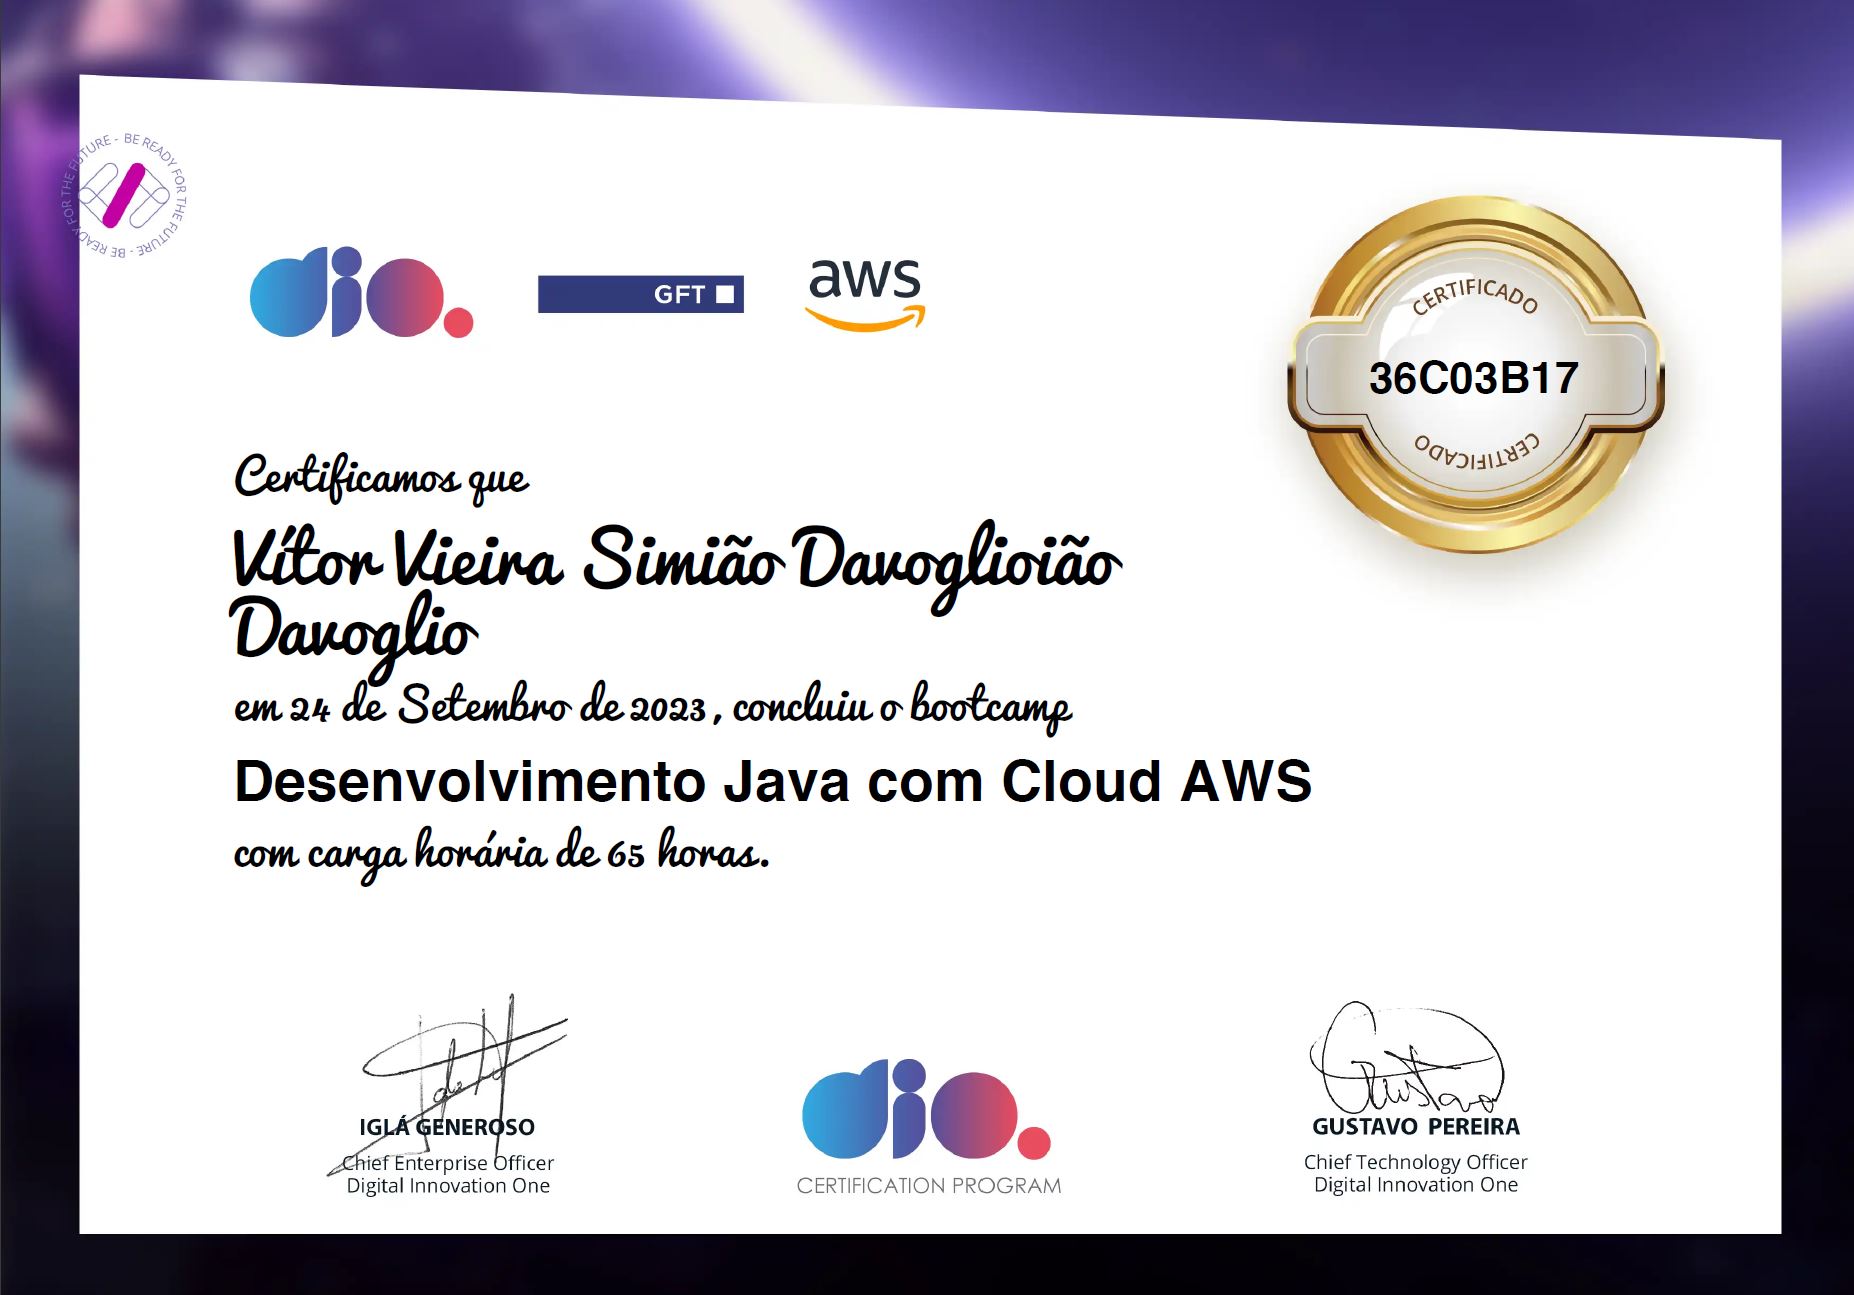 BE READY FOR THE FUTURE - BE READY FOR THE FUTURE -
dio.
GFT
aws
CERTIFICADO
36C03B17
CERTIFICADO
Certificamos que
Vítor Vieira Simião Davoglioião
Davoglio
em 24 de Setembro de 2023, concluiu o bootcamp
Desenvolvimento Java com Cloud AWS
com carga horária de 65 horas.
IGLÁ GENEROSO
Chief Enterprise Officer
Digital Innovation One
dio.
CERTIFICATION PROGRAM
Gustavo
GUSTAVO PEREIRA
Chief Technology Officer
Digital Innovation One